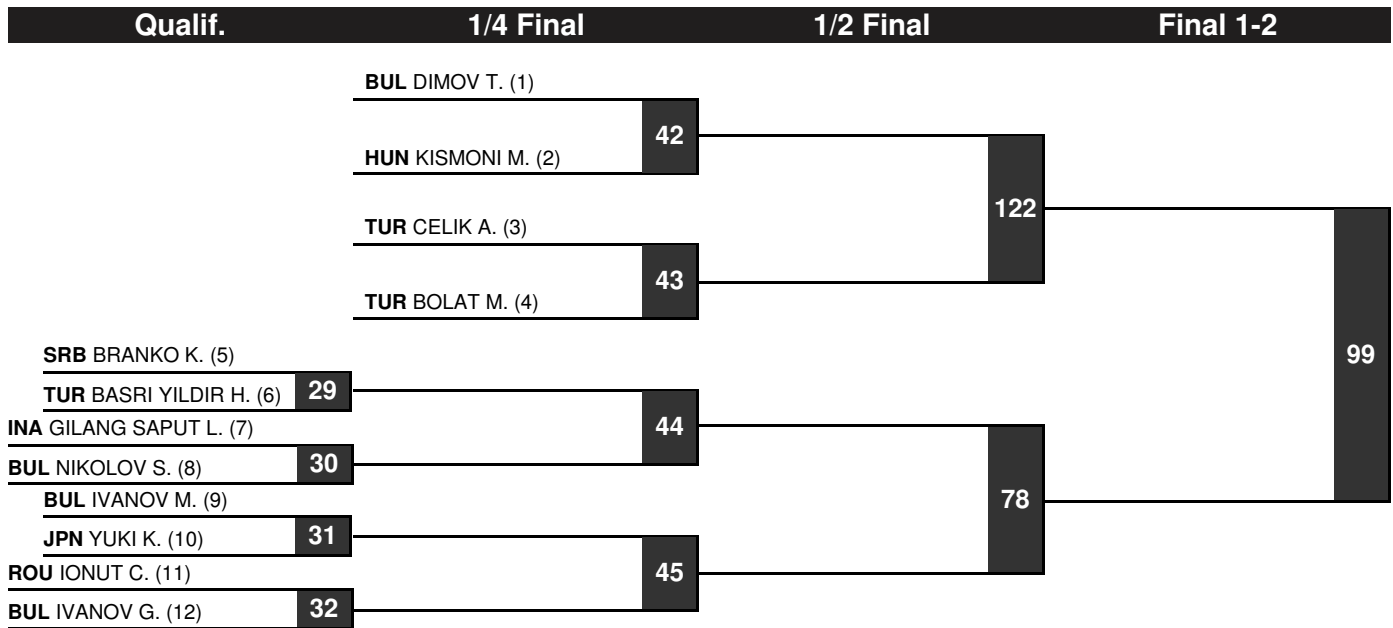 Qualif. 1/4 Final 1/2 Final Final 1-2
BUL DIMOV T. (1)
42
HUN KISMONI M. (2)
122
TUR CELIK A. (3)
43
TUR BOLAT M. (4)
99
SRB BRANKO K. (5)
29
TUR BASRI YILDIR H. (6)
44
INA GILANG SAPUT L. (7)
30
BUL NIKOLOV S. (8)
78
BUL IVANOV M. (9)
31
JPN YUKI K. (10)
45
ROU IONUT C. (11)
32
BUL IVANOV G. (12)